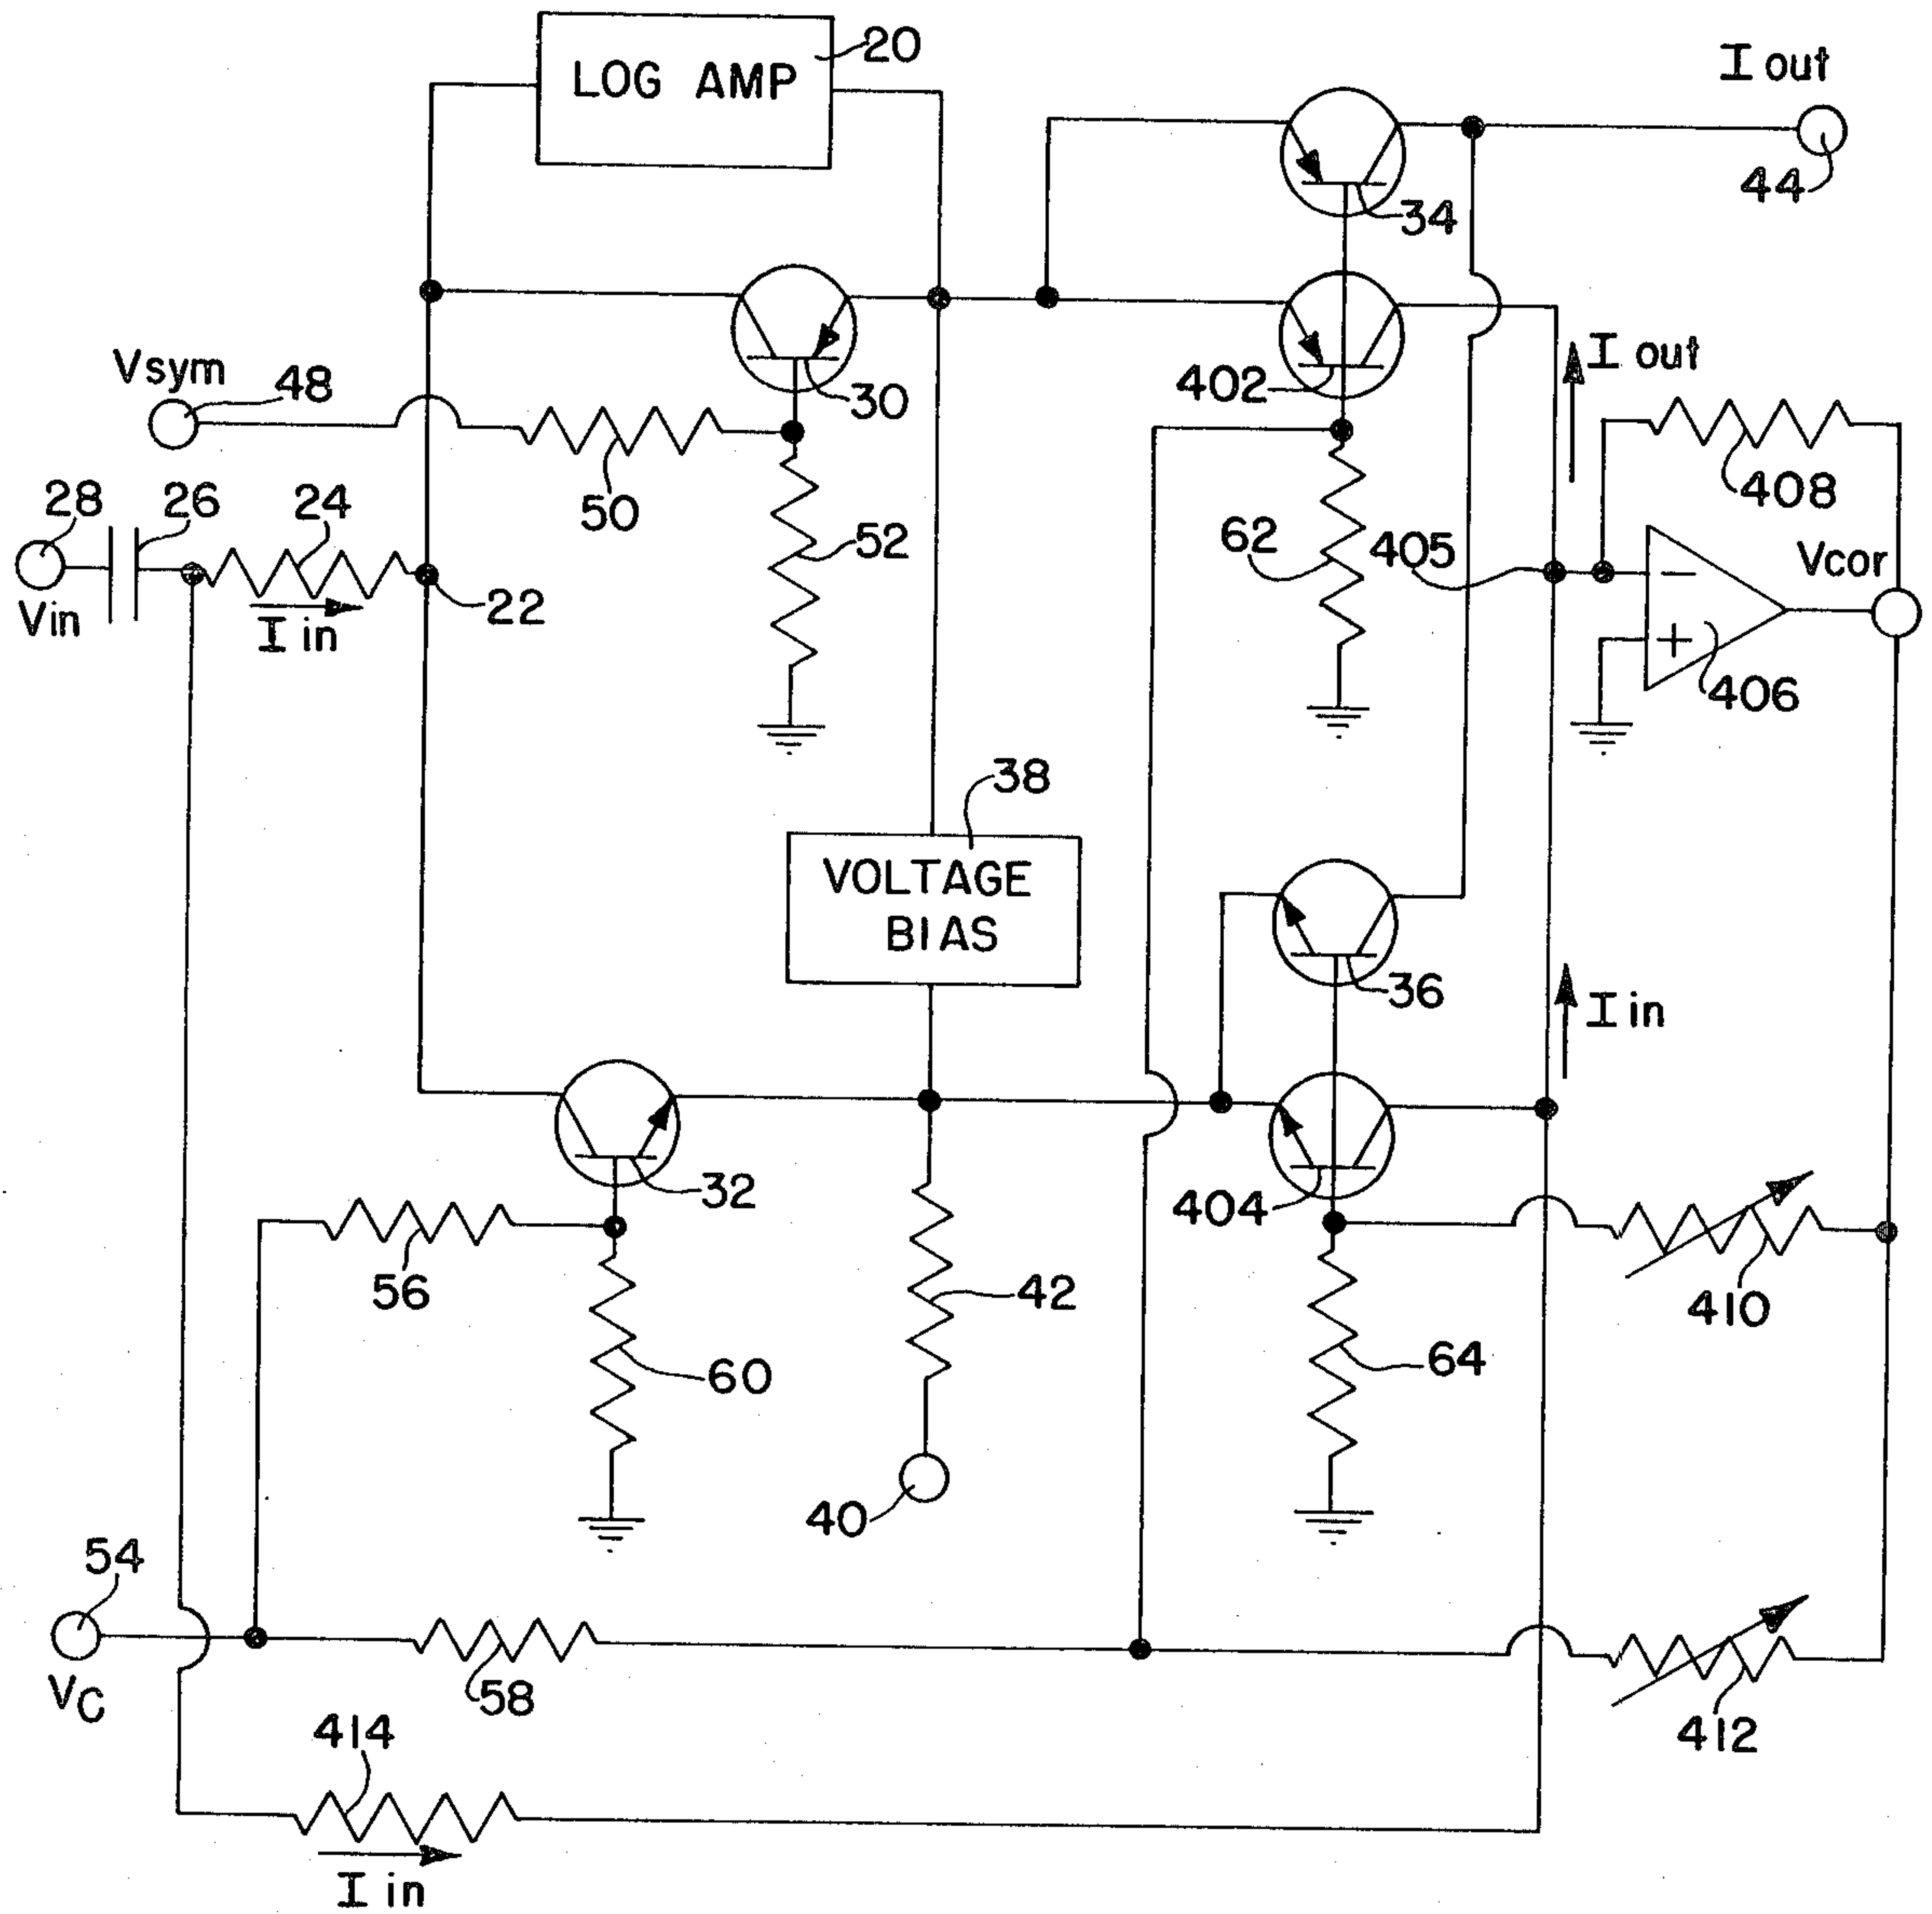 20
LOG AMP
I out
44
34
Vsym
48
30
402
I out
28
26
24
50
52
62
405
408
Vcor
Vin
I in
22
406
38
VOLTAGE
BIAS
36
I in
32
404
56
42
410
60
64
40
54
VC
58
412
414
I in
−
+